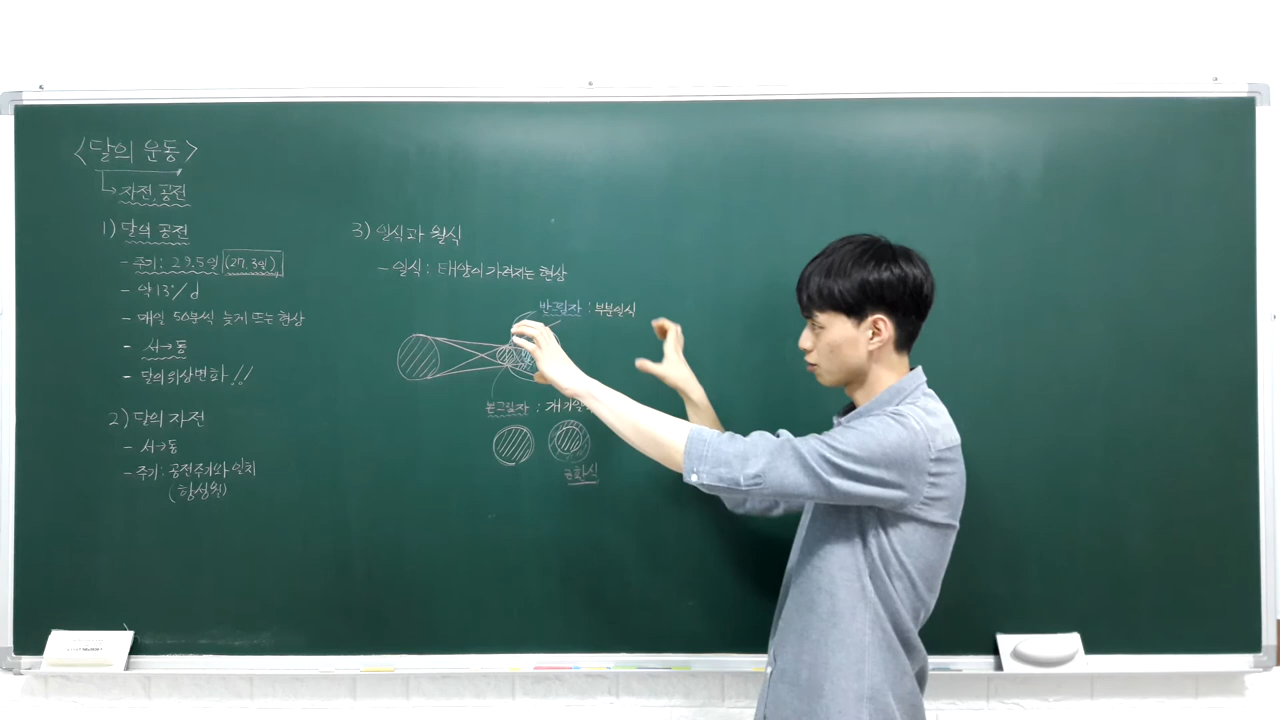 <달의 운동>
자전, 공전
1) 달의 공전
- 주기: 29.5일 (27.3일)
- 약 13°/d
- 매일 50분씩 늦게 뜨는 현상
- 서→동
- 달의 위상변화!!
2) 달의 자전
- 서→동
- 주기: 공전주기와 일치
(항성월)
3) 일식과 월식
- 일식: 태양이 가려지는 현상
반그림자 : 부분일식
본그림자 : 개기일
금환식